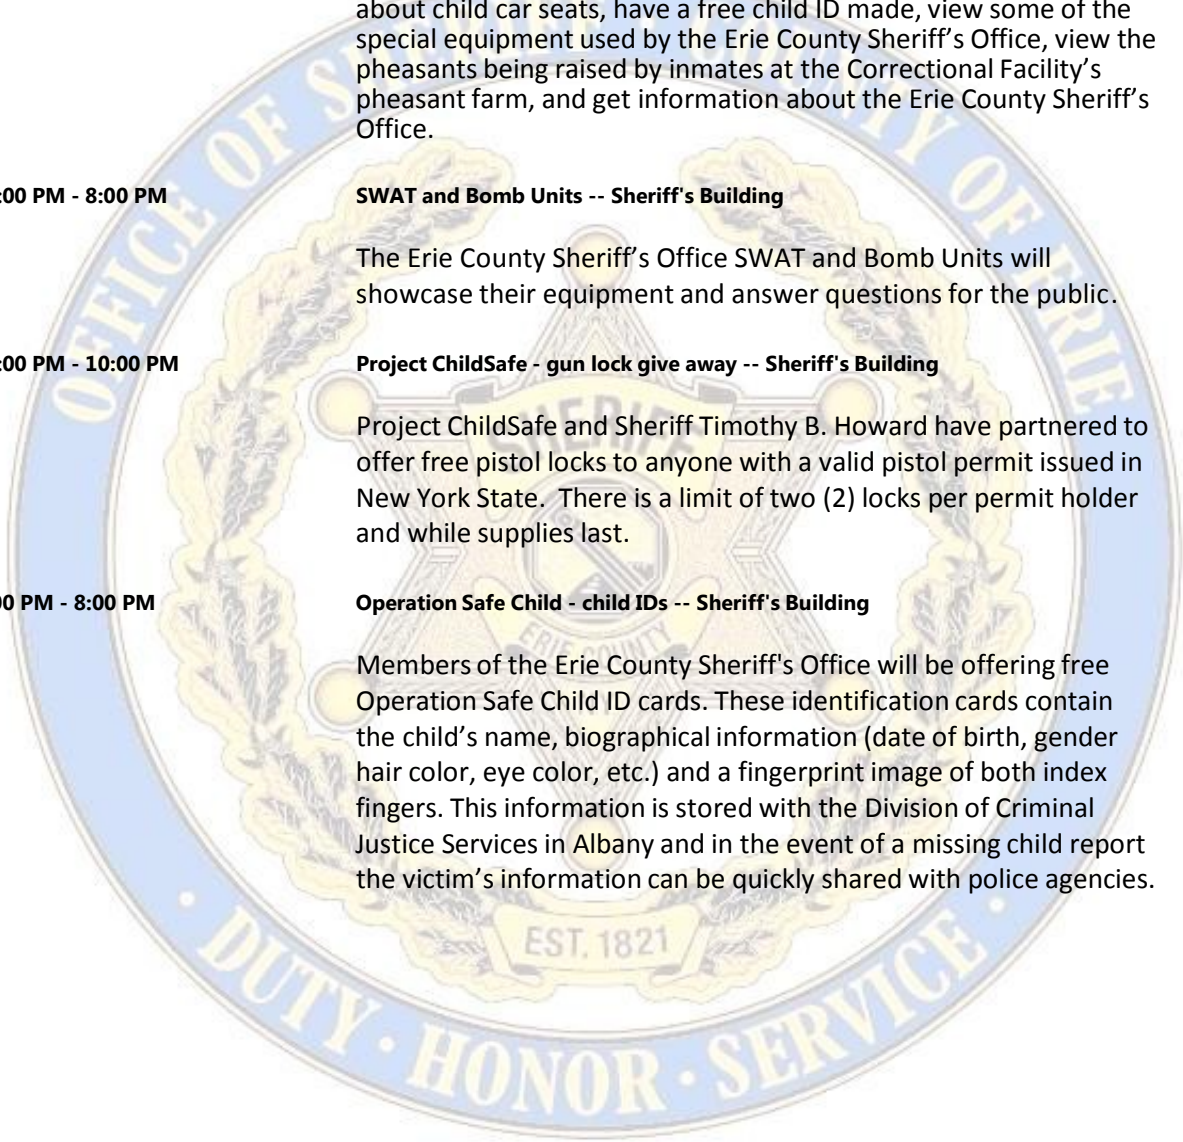 about child car seats, have a free child ID made, view some of the
special equipment used by the Erie County Sheriff’s Office, view the
pheasants being raised by inmates at the Correctional Facility’s
pheasant farm, and get information about the Erie County Sheriff’s
Office.
:00 PM - 8:00 PM
SWAT and Bomb Units -- Sheriff's Building
The Erie County Sheriff’s Office SWAT and Bomb Units will
showcase their equipment and answer questions for the public.
:00 PM - 10:00 PM
Project ChildSafe - gun lock give away -- Sheriff's Building
Project ChildSafe and Sheriff Timothy B. Howard have partnered to
offer free pistol locks to anyone with a valid pistol permit issued in
New York State.  There is a limit of two (2) locks per permit holder
and while supplies last.
00 PM - 8:00 PM
Operation Safe Child - child IDs -- Sheriff's Building
Members of the Erie County Sheriff's Office will be offering free
Operation Safe Child ID cards. These identification cards contain
the child’s name, biographical information (date of birth, gender
hair color, eye color, etc.) and a fingerprint image of both index
fingers. This information is stored with the Division of Criminal
Justice Services in Albany and in the event of a missing child report
the victim’s information can be quickly shared with police agencies.
OFFICE OF SHERIFF COUNTY OF ERIE
SHERIFF
ERIE COUNTY
EST. 1821
DUTY · HONOR · SERVICE